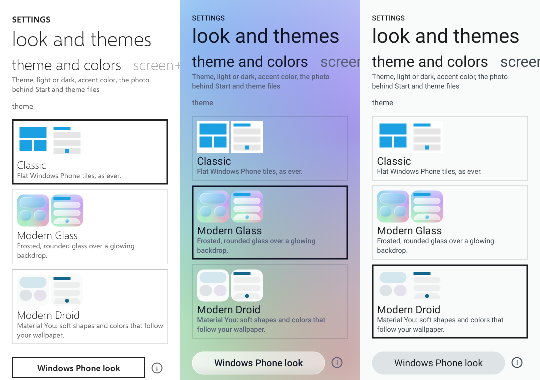 SETTINGS
look and themes
theme and colors screen+
Theme, light or dark, accent color, the photo
behind Start and theme files
theme
Classic
Flat Windows Phone tiles, as ever.
Modern Glass
Frosted, rounded glass over a glowing
backdrop.
Modern Droid
Material You: soft shapes and colors that follow
your wallpaper.
Windows Phone look
SETTINGS
look and themes
theme and colors screen
Theme, light or dark, accent color, the photo
behind Start and theme files
theme
Classic
Flat Windows Phone tiles, as ever.
Modern Glass
Frosted, rounded glass over a glowing
backdrop.
Modern Droid
Material You: soft shapes and colors that
follow your wallpaper.
Windows Phone look
SETTINGS
look and themes
theme and colors screen
Theme, light or dark, accent color, the photo
behind Start and theme files
theme
Classic
Flat Windows Phone tiles, as ever.
Modern Glass
Frosted, rounded glass over a glowing
backdrop.
Modern Droid
Material You: soft shapes and colors that
follow your wallpaper.
Windows Phone look